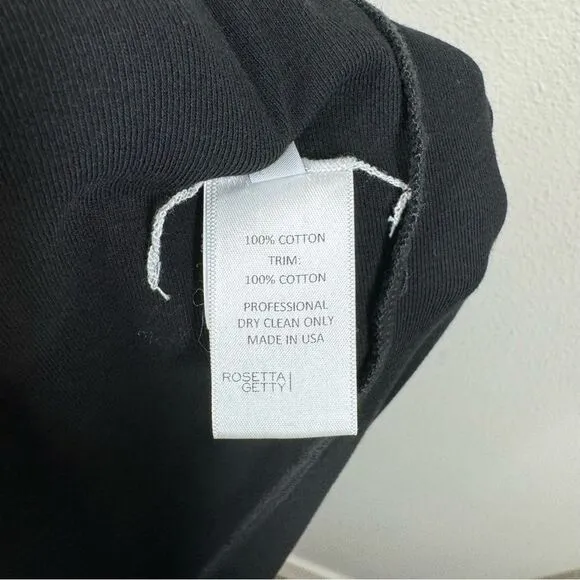 100% COTTON
TRIM:
100% COTTON
PROFESSIONAL
DRY CLEAN ONLY
MADE IN USA
ROSETTA
GETTY